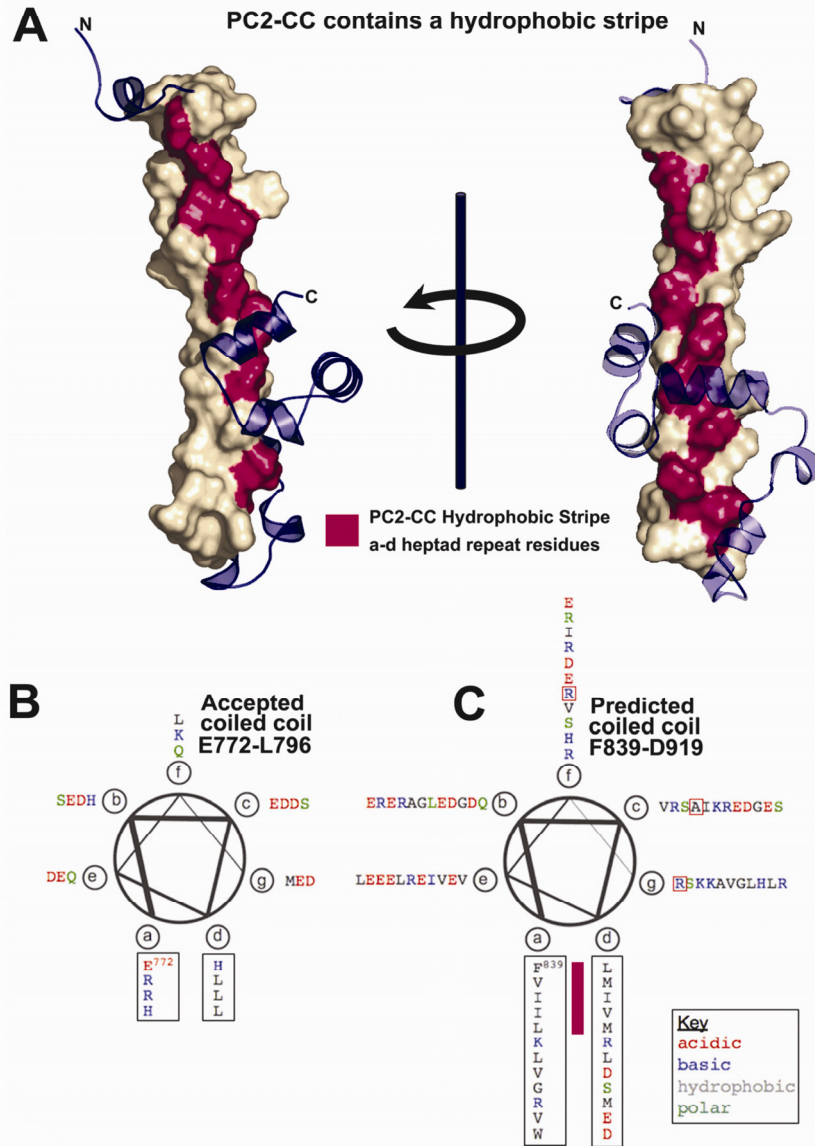 A
PC2-CC contains a hydrophobic stripe
N
N
C
C
PC2-CC Hydrophobic Stripe
a-d heptad repeat residues
B
Accepted
coiled coil
E772-L796
L
K
Q
f
SEDH
b
c
EDDS
DEQ
e
g
MED
a
d
E772
R
R
H
H
L
L
L
C
Predicted
coiled coil
F839-D919
E
R
I
R
D
E
R
V
S
H
R
f
ERERAGLEDGDQ
b
c
VRSAIKREDGES
LEEELREIVEV
e
g
RSKKAVGLHLR
a
d
F839
V
I
I
L
K
L
V
G
R
V
W
L
M
I
V
M
R
L
D
S
M
E
D
Key
acidic
basic
hydrophobic
polar